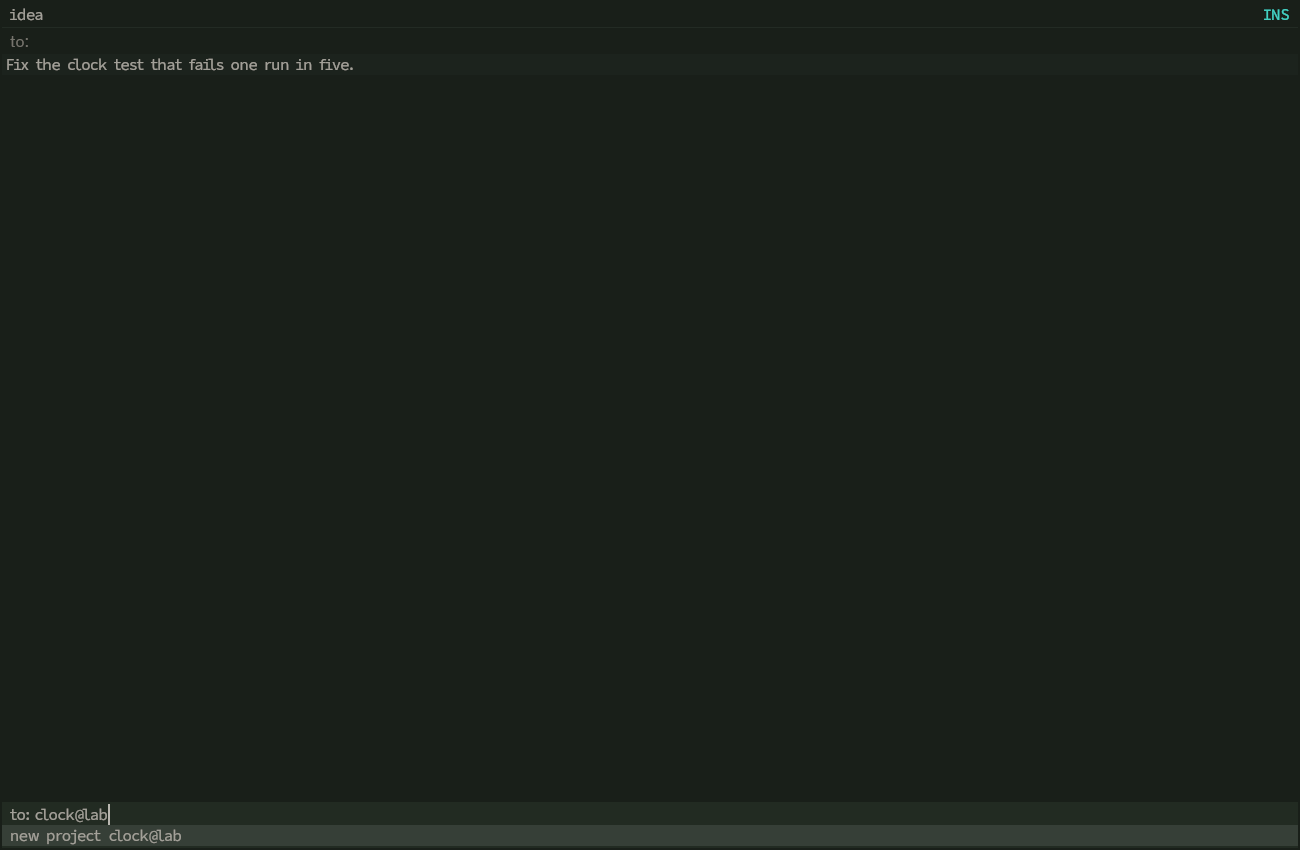 idea
INS
to:
Fix the clock test that fails one run in five.
to: clock@lab
new project clock@lab